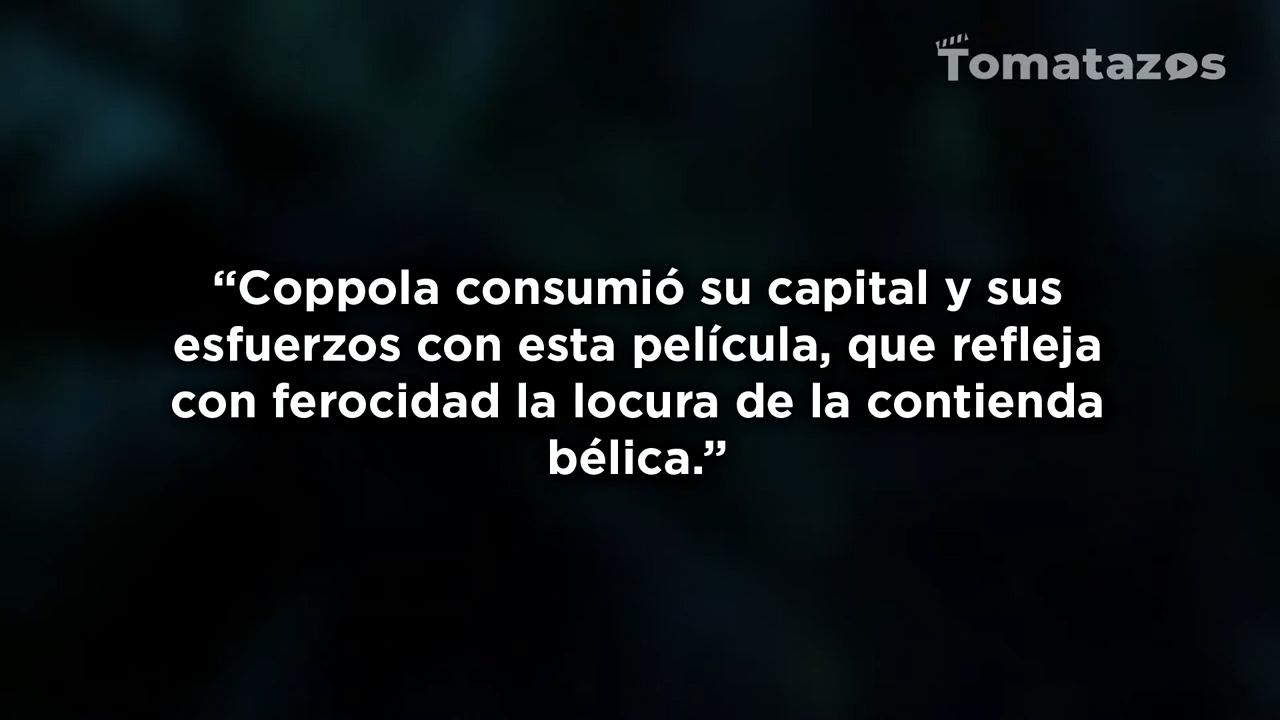 Tomatazos
“Coppola consumió su capital y sus
esfuerzos con esta película, que refleja
con ferocidad la locura de la contienda
bélica.”